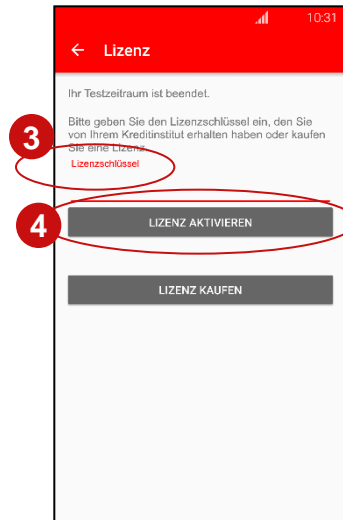 10:31
Lizenz
Ihr Testzeitraum ist beendet.
Bitte geben Sie den Lizenzschlüssel ein, den Sie
von Ihrem Kreditinstitut erhalten haben oder kaufen
Sie eine Lizenz.
3
Lizenzschlüssel
4
LIZENZ AKTIVIEREN
LIZENZ KAUFEN